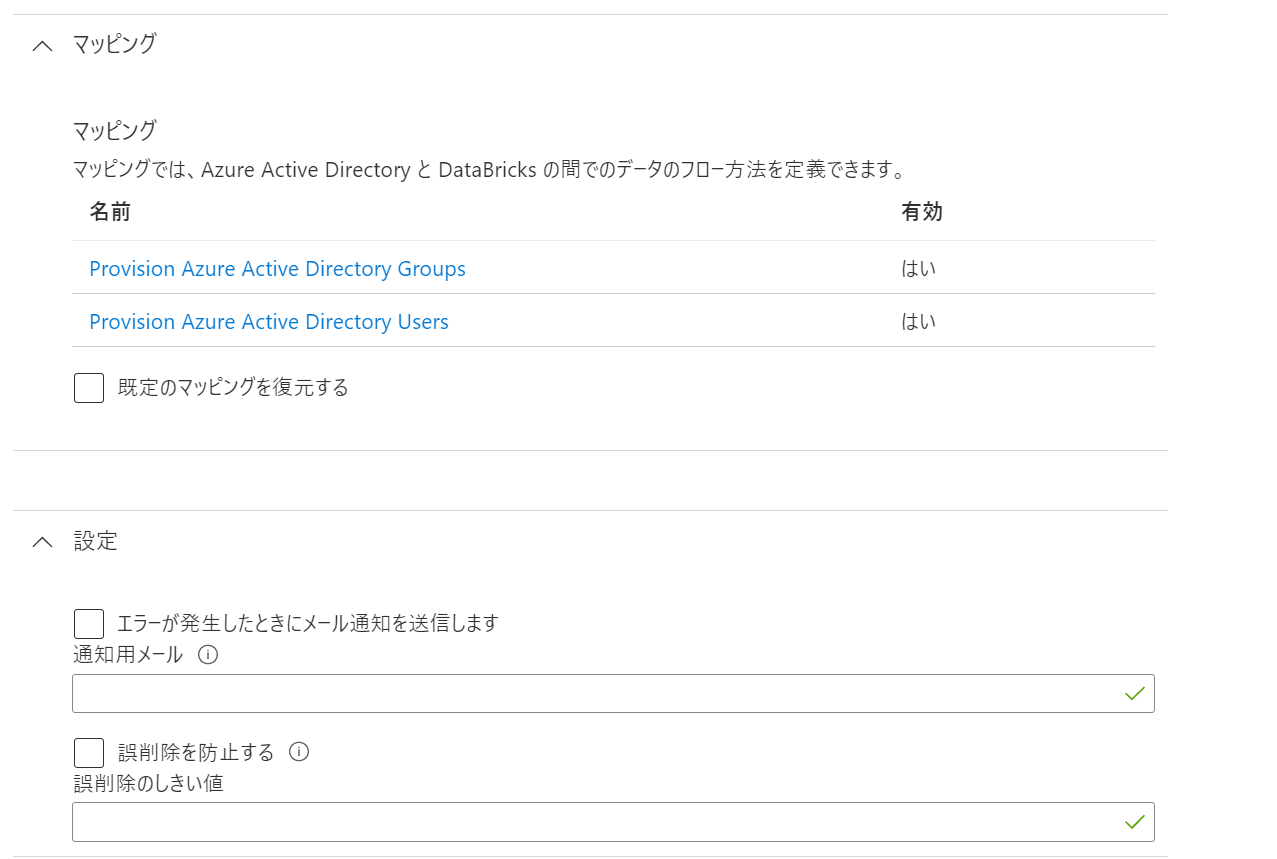 マッピング
マッピング
マッピングでは、Azure Active Directory と DataBricks の間でのデータのフロー方法を定義できます。
名前 有効
Provision Azure Active Directory Groups はい
Provision Azure Active Directory Users はい
既定のマッピングを復元する
設定
エラーが発生したときにメール通知を送信します
通知用メール
誤削除を防止する
誤削除のしきい値